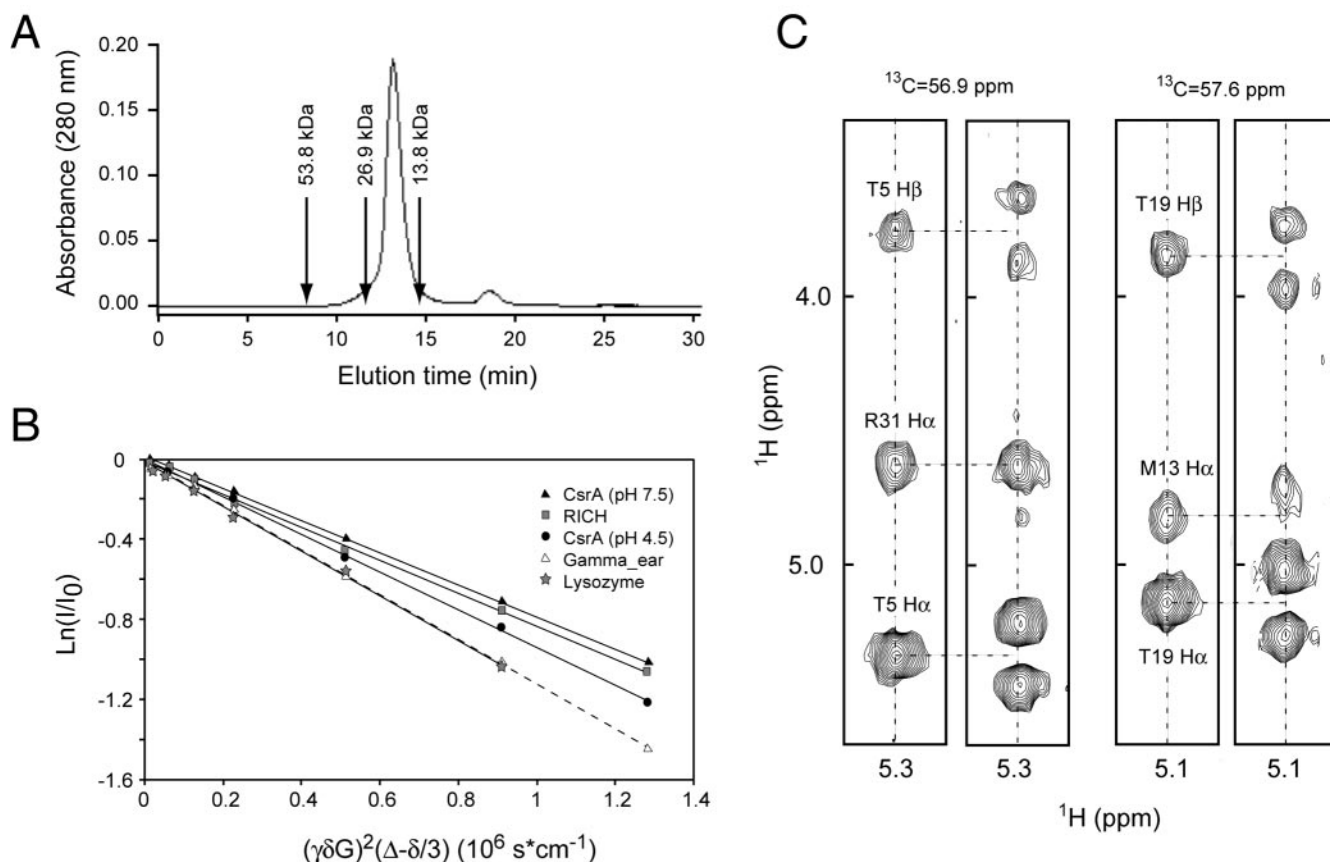 A
0.20
0.15
0.10
0.05
0.00
Absorbance (280 nm)
53.8 kDa
26.9 kDa
13.8 kDa
0 5 10 15 20 25 30
Elution time (min)
B
0
-0.4
-0.8
-1.2
-1.6
Ln(I/I0)
CsrA (pH 7.5)
RICH
CsrA (pH 4.5)
Gamma_ear
Lysozyme
0 0.2 0.4 0.6 0.8 1 1.2 1.4
(γδG)²(Δ-δ/3) (10⁶ s*cm⁻¹)
C
¹³C=56.9 ppm
¹³C=57.6 ppm
T5 Hβ
T19 Hβ
4.0
R31 Hα
M13 Hα
¹H (ppm)
5.0
T5 Hα
T19 Hα
5.3 5.3 5.1 5.1
¹H (ppm)